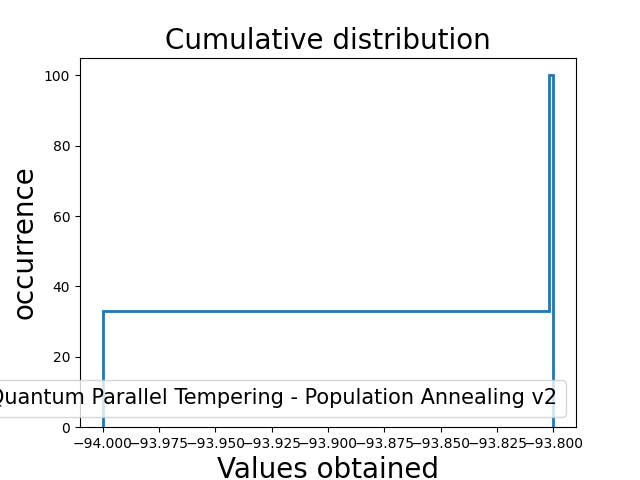 Cumulative distribution
100
80
60
40
20
0
occurrence
Quantum Parallel Tempering - Population Annealing v2
−94.000 −93.975 −93.950 −93.925 −93.900 −93.875 −93.850 −93.825 −93.800
Values obtained